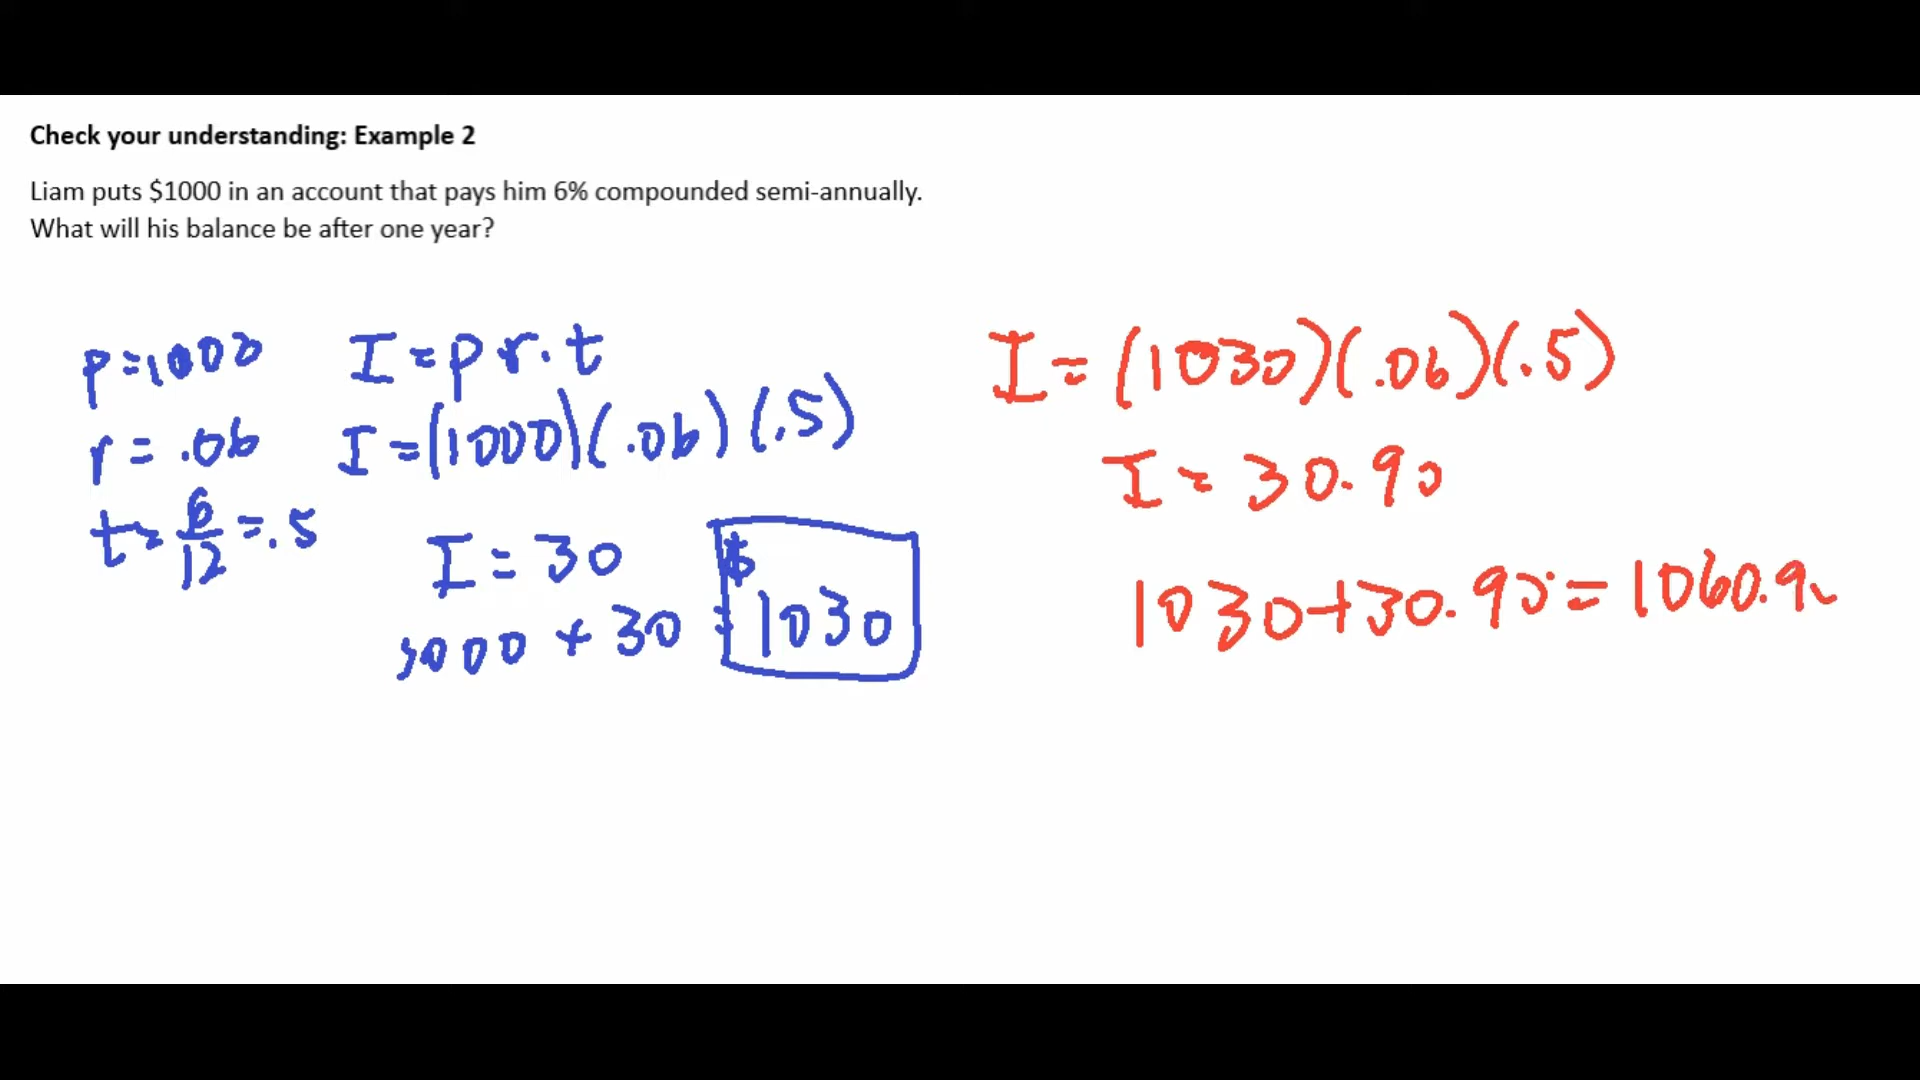 Check your understanding: Example 2
Liam puts $1000 in an account that pays him 6% compounded semi-annually.
What will his balance be after one year?
p=1000
r = .06
t= 6/12 = .5
I = p r · t
I = (1000)(.06)(.5)
I = 30
1000 + 30 = $1030
I = (1030)(.06)(.5)
I = 30.90
1030+30.90 = 1060.90